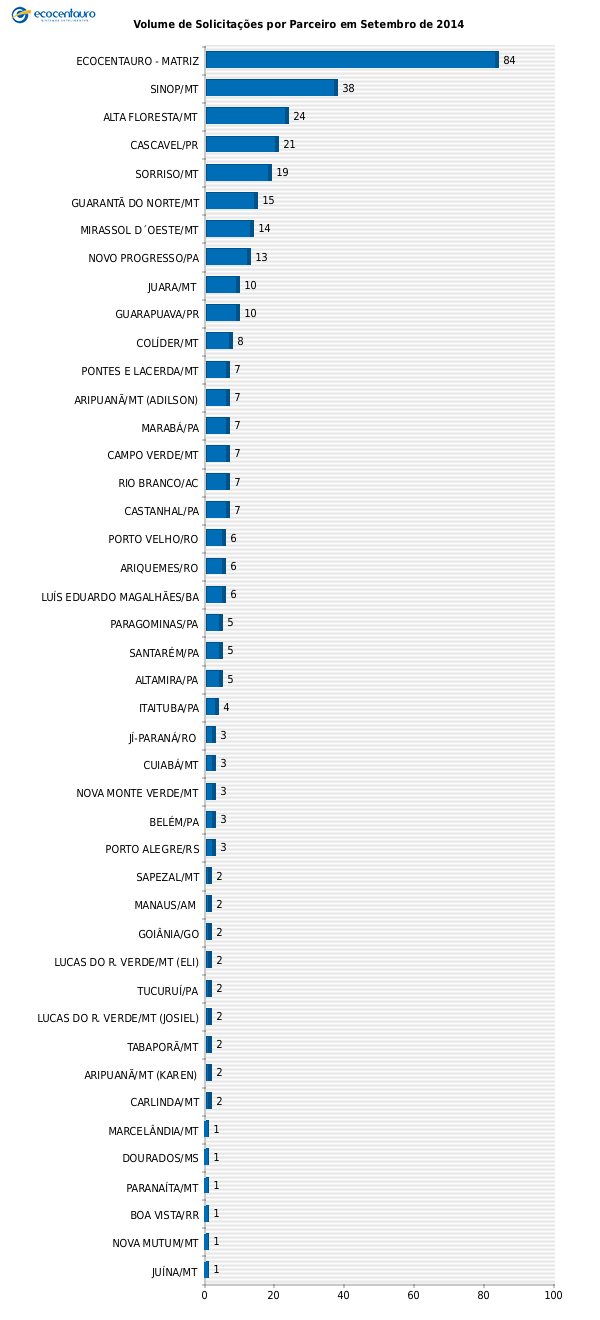 ecocentauro
Volume de Solicitações por Parceiro em Setembro de 2014
ECOCENTAURO - MATRIZ 84
SINOP/MT 38
ALTA FLORESTA/MT 24
CASCAVEL/PR 21
SORRISO/MT 19
GUARANTÃ DO NORTE/MT 15
MIRASSOL D´OESTE/MT 14
NOVO PROGRESSO/PA 13
JUARA/MT 10
GUARAPUAVA/PR 10
COLÍDER/MT 8
PONTES E LACERDA/MT 7
ARIPUANÃ/MT (ADILSON) 7
MARABÁ/PA 7
CAMPO VERDE/MT 7
RIO BRANCO/AC 7
CASTANHAL/PA 7
PORTO VELHO/RO 6
ARIQUEMES/RO 6
LUÍS EDUARDO MAGALHÃES/BA 6
PARAGOMINAS/PA 5
SANTARÉM/PA 5
ALTAMIRA/PA 5
ITAITUBA/PA 4
JÍ-PARANÁ/RO 3
CUIABÁ/MT 3
NOVA MONTE VERDE/MT 3
BELÉM/PA 3
PORTO ALEGRE/RS 3
SAPEZAL/MT 2
MANAUS/AM 2
GOIÂNIA/GO 2
LUCAS DO R. VERDE/MT (ELI) 2
TUCURUÍ/PA 2
LUCAS DO R. VERDE/MT (JOSIEL) 2
TABAPORÃ/MT 2
ARIPUANÃ/MT (KAREN) 2
CARLINDA/MT 2
MARCELÂNDIA/MT 1
DOURADOS/MS 1
PARANAÍTA/MT 1
BOA VISTA/RR 1
NOVA MUTUM/MT 1
JUÍNA/MT 1
0 20 40 60 80 100